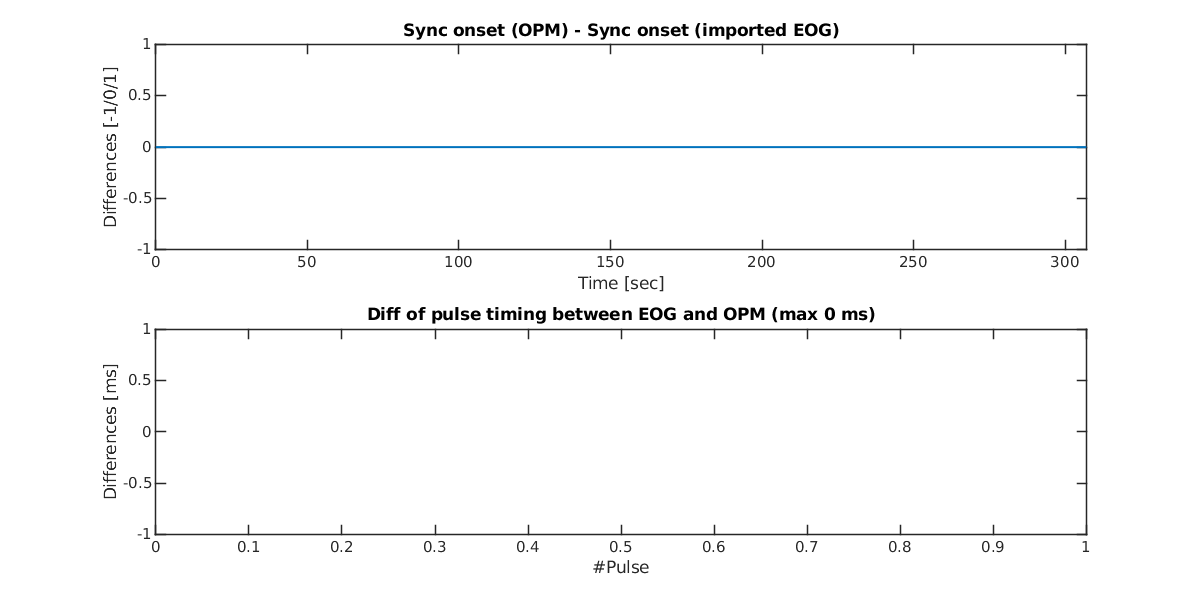 Sync onset (OPM) - Sync onset (imported EOG)
1
0.5
0
-0.5
-1
Differences [-1/0/1]
0 50 100 150 200 250 300
Time [sec]
Diff of pulse timing between EOG and OPM (max 0 ms)
1
0.5
0
-0.5
-1
Differences [ms]
0 0.1 0.2 0.3 0.4 0.5 0.6 0.7 0.8 0.9 1
#Pulse